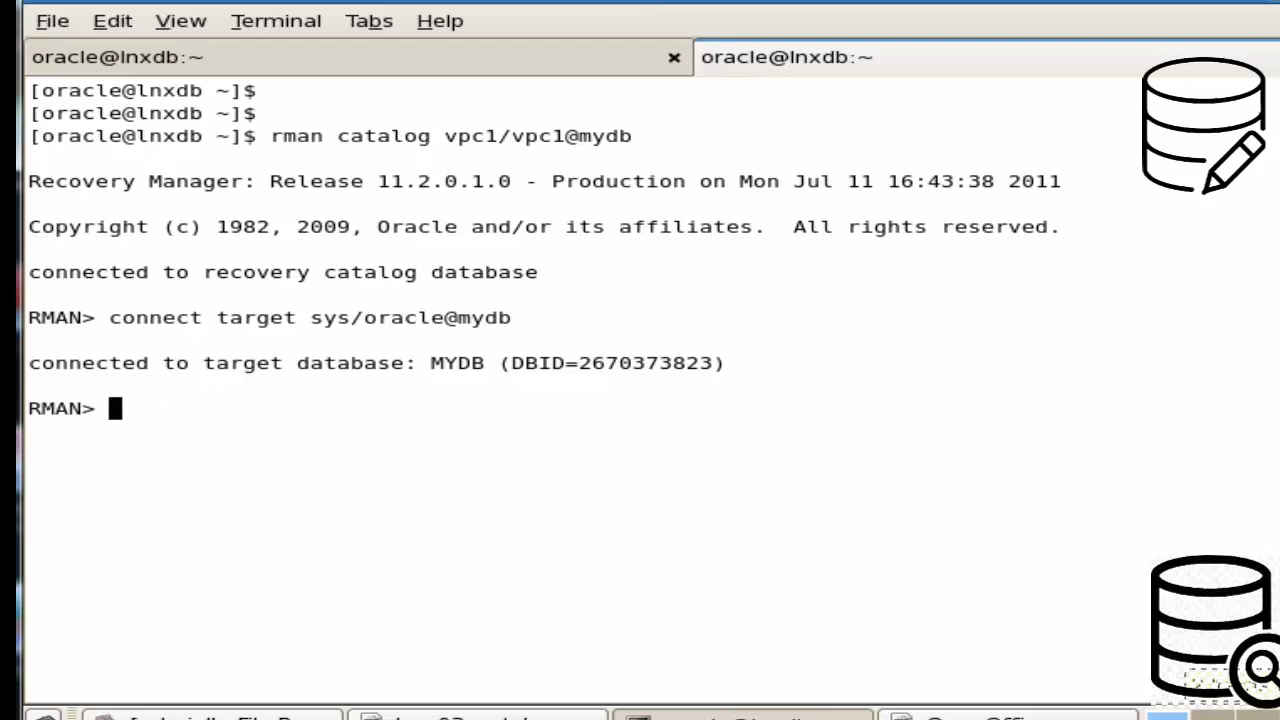 File Edit View Terminal Tabs Help
oracle@lnxdb:~ × oracle@lnxdb:~
[oracle@lnxdb ~]$
[oracle@lnxdb ~]$
[oracle@lnxdb ~]$ rman catalog vpc1/vpc1@mydb
Recovery Manager: Release 11.2.0.1.0 - Production on Mon Jul 11 16:43:38 2011
Copyright (c) 1982, 2009, Oracle and/or its affiliates.  All rights reserved.
connected to recovery catalog database
RMAN> connect target sys/oracle@mydb
connected to target database: MYDB (DBID=2670373823)
RMAN>